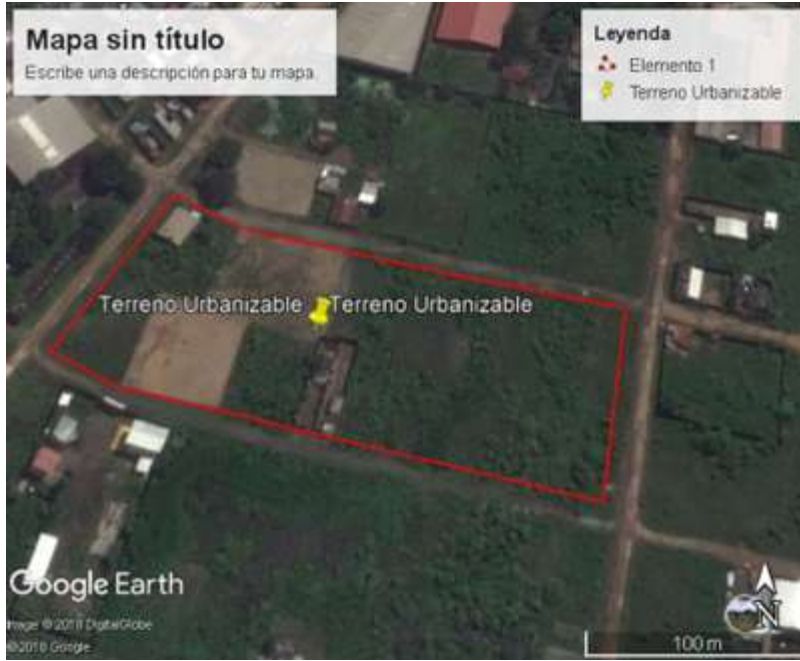 Mapa sin título
Escribe una descripción para tu mapa.
Leyenda
Elemento 1
Terreno Urbanizable
Terreno Urbanizable
Terreno Urbanizable
Google Earth
Image © 2018 DigitalGlobe
©2018 Google
N
100 m